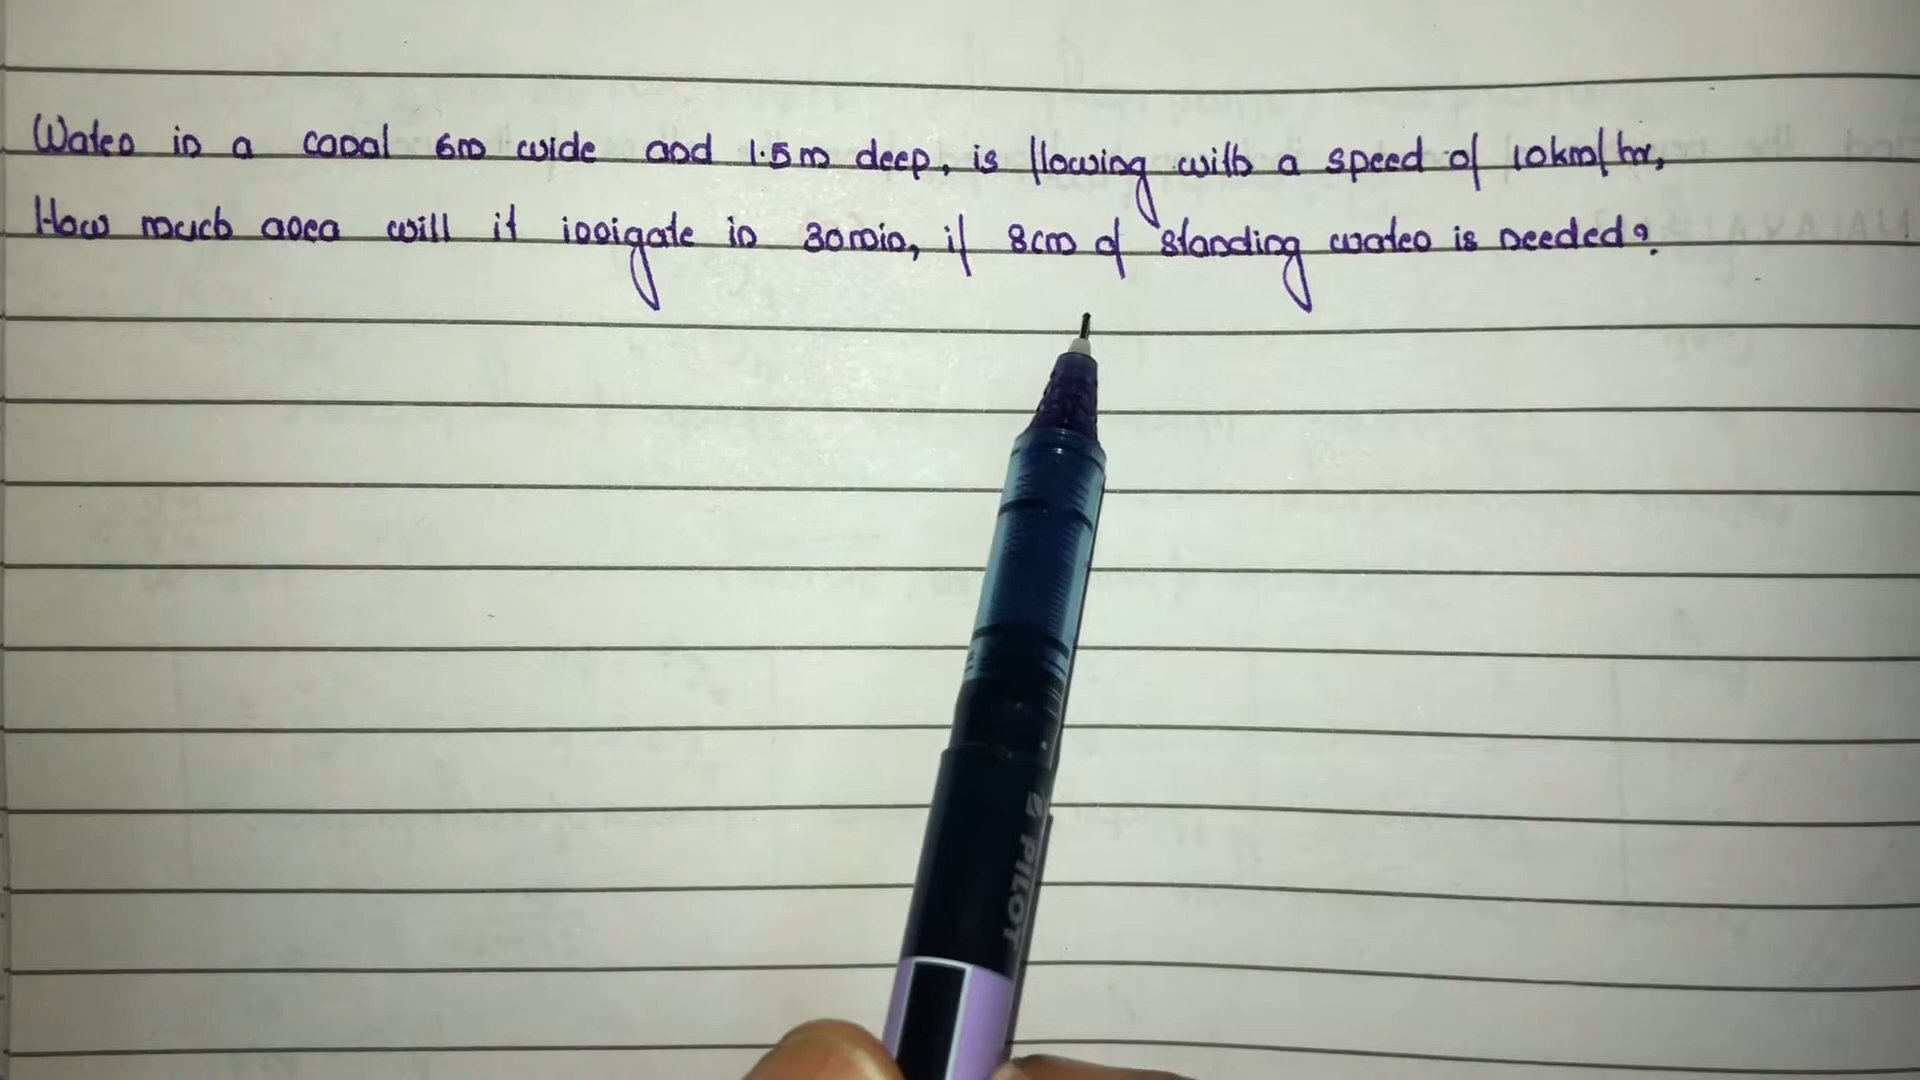 Water in a canal 6m wide and 1.5m deep, is flowing with a speed of 10km/hr,
How much area will it irrigate in 30min, if 8cm of standing water is needed?
PILOT